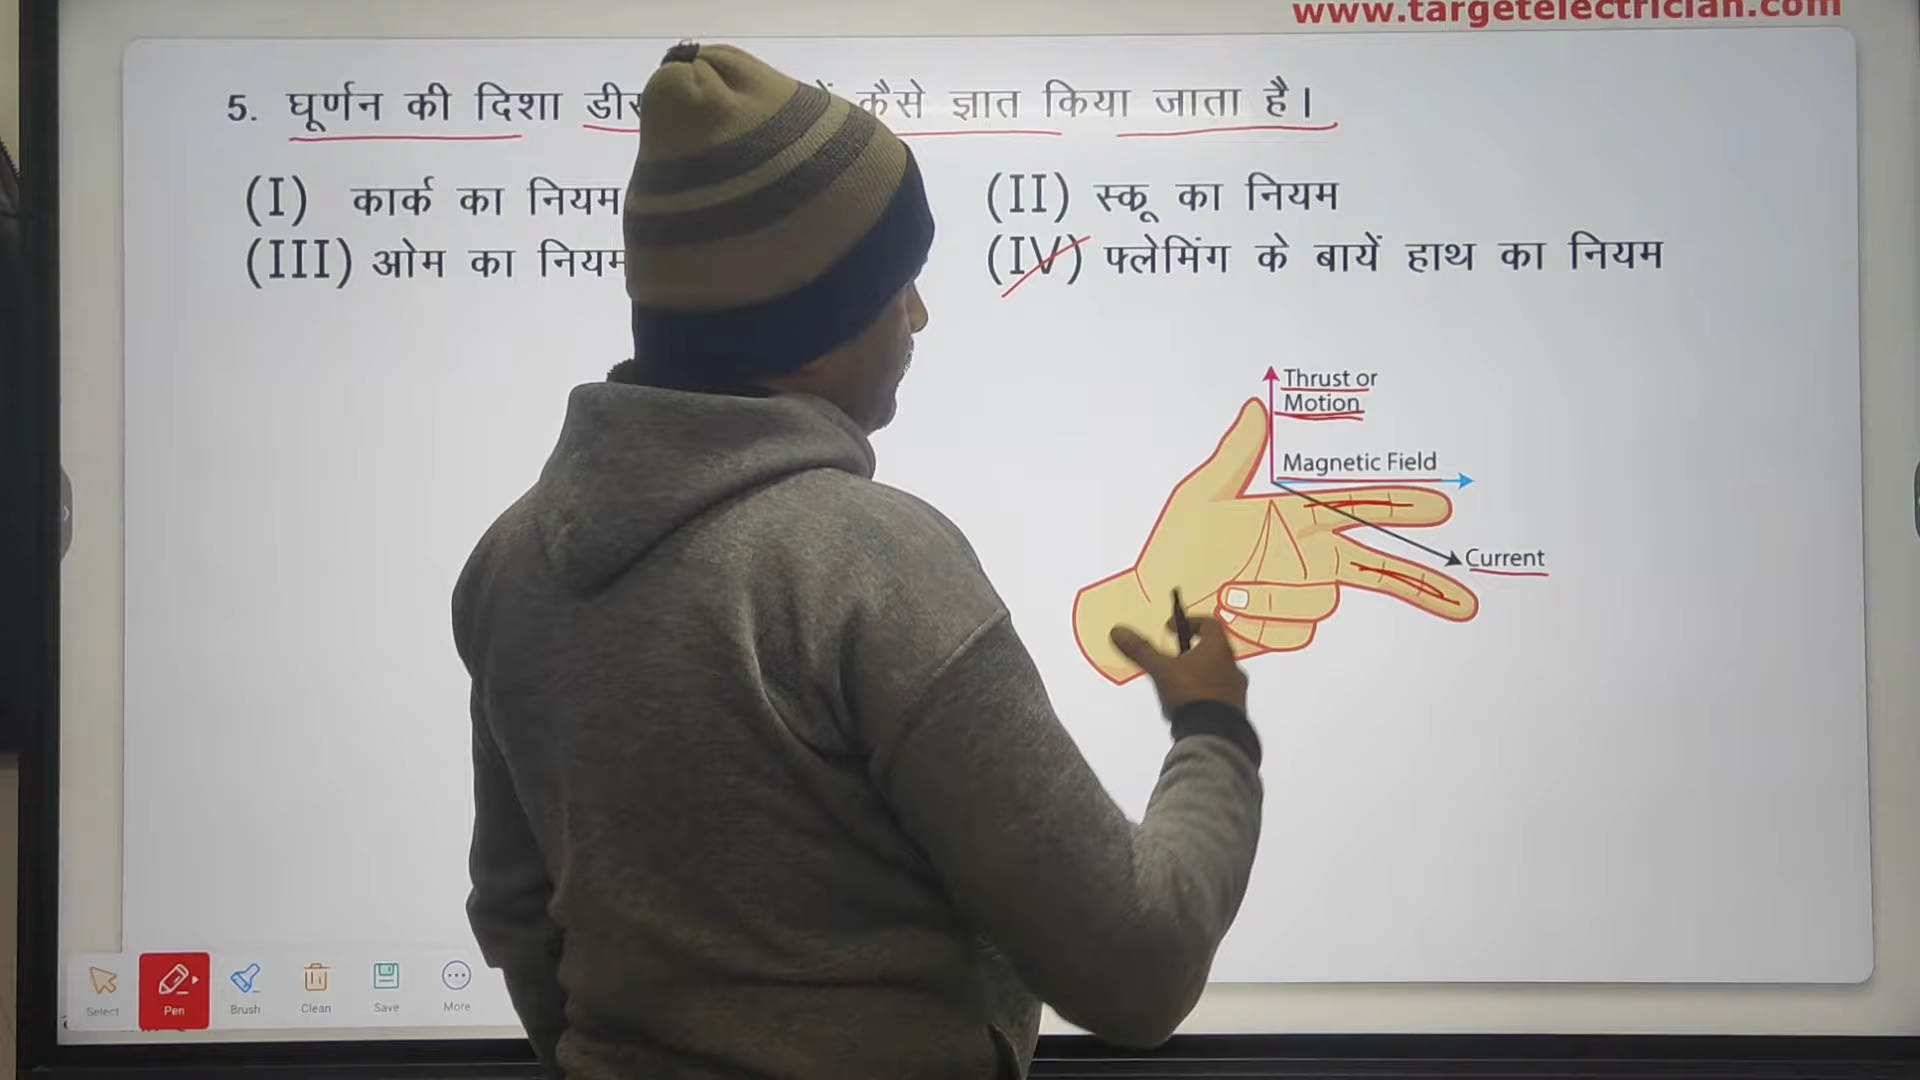 www.targetelectrician.com
5. घूर्णन की दिशा कैसे ज्ञात किया जाता है।
(I) कार्क का नियम
(II) स्क्रू का नियम
(III) ओम का नियम
(IV) फ्लेमिंग के बायें हाथ का नियम
Thrust or
Motion
Magnetic Field
Current
Select
Pen
Brush
Clean
Save
More